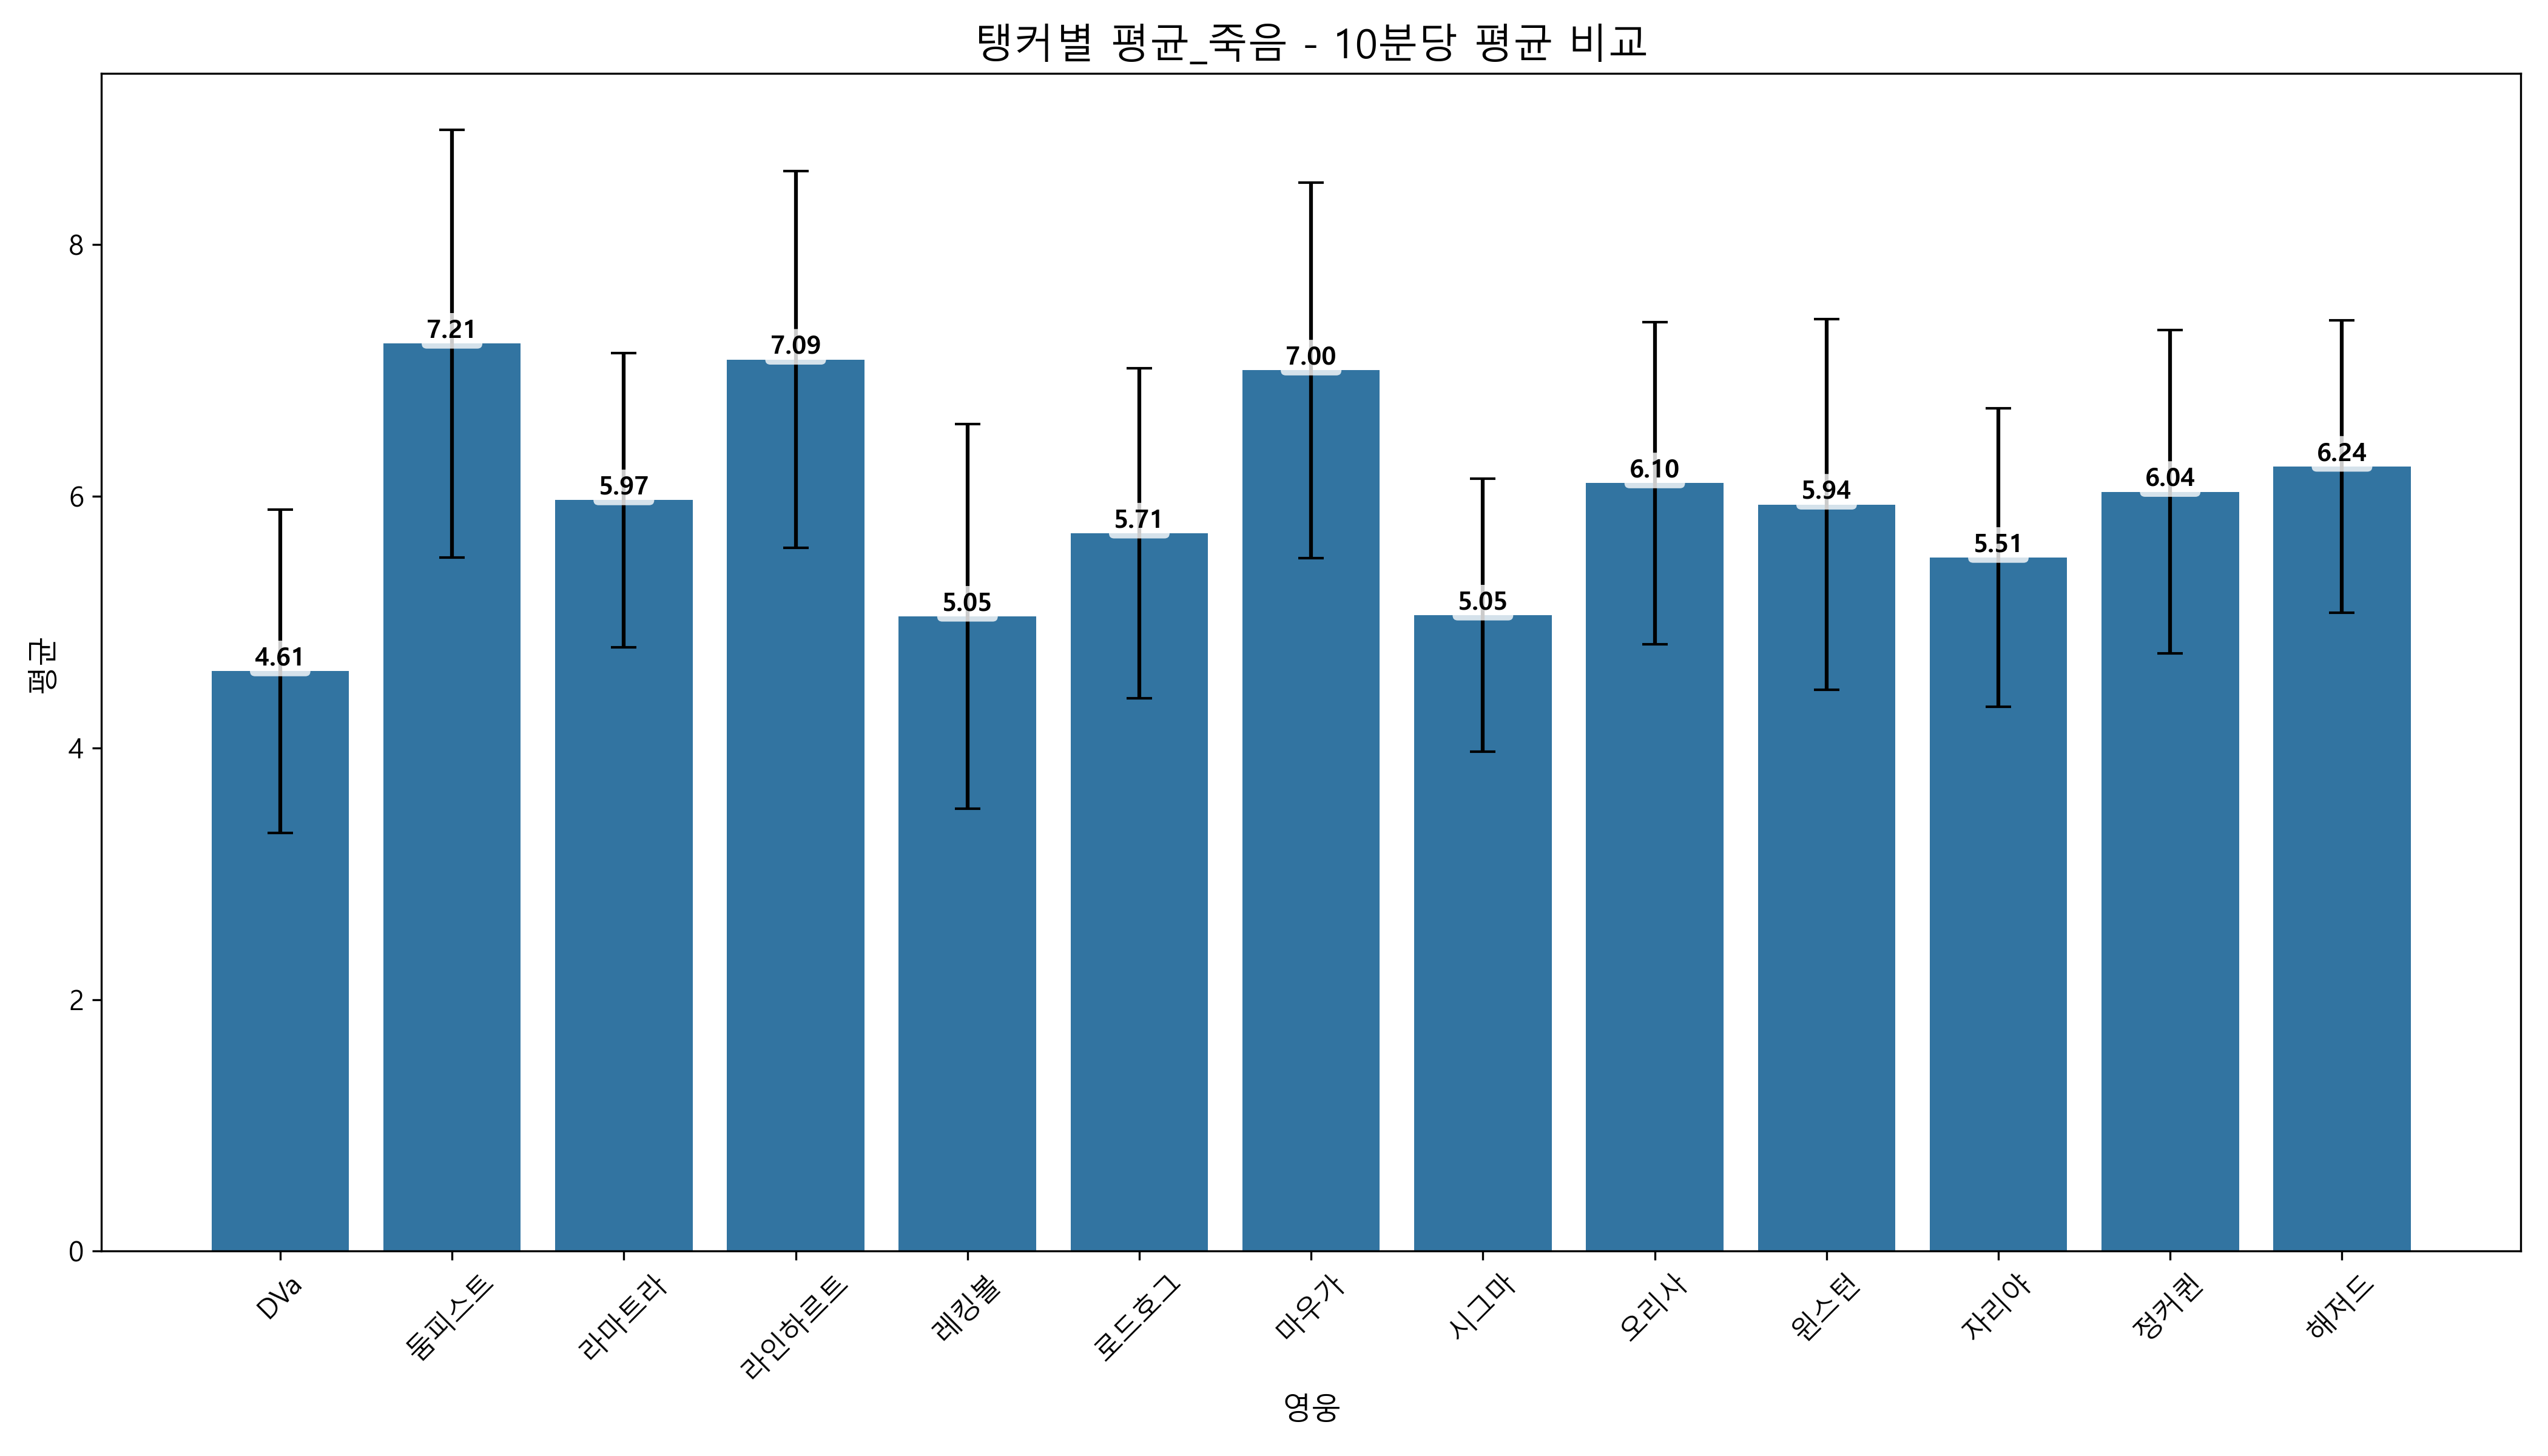 탱커별 평균_죽음 - 10분당 평균 비교
평균
8
6
4
2
0
4.61
7.21
5.97
7.09
5.05
5.71
7.00
5.05
6.10
5.94
5.51
6.04
6.24
DVa
둠피스트
라마트라
라인하르트
레킹볼
로드호그
마우가
시그마
오리사
윈스턴
자리야
정커퀸
해저드
영웅